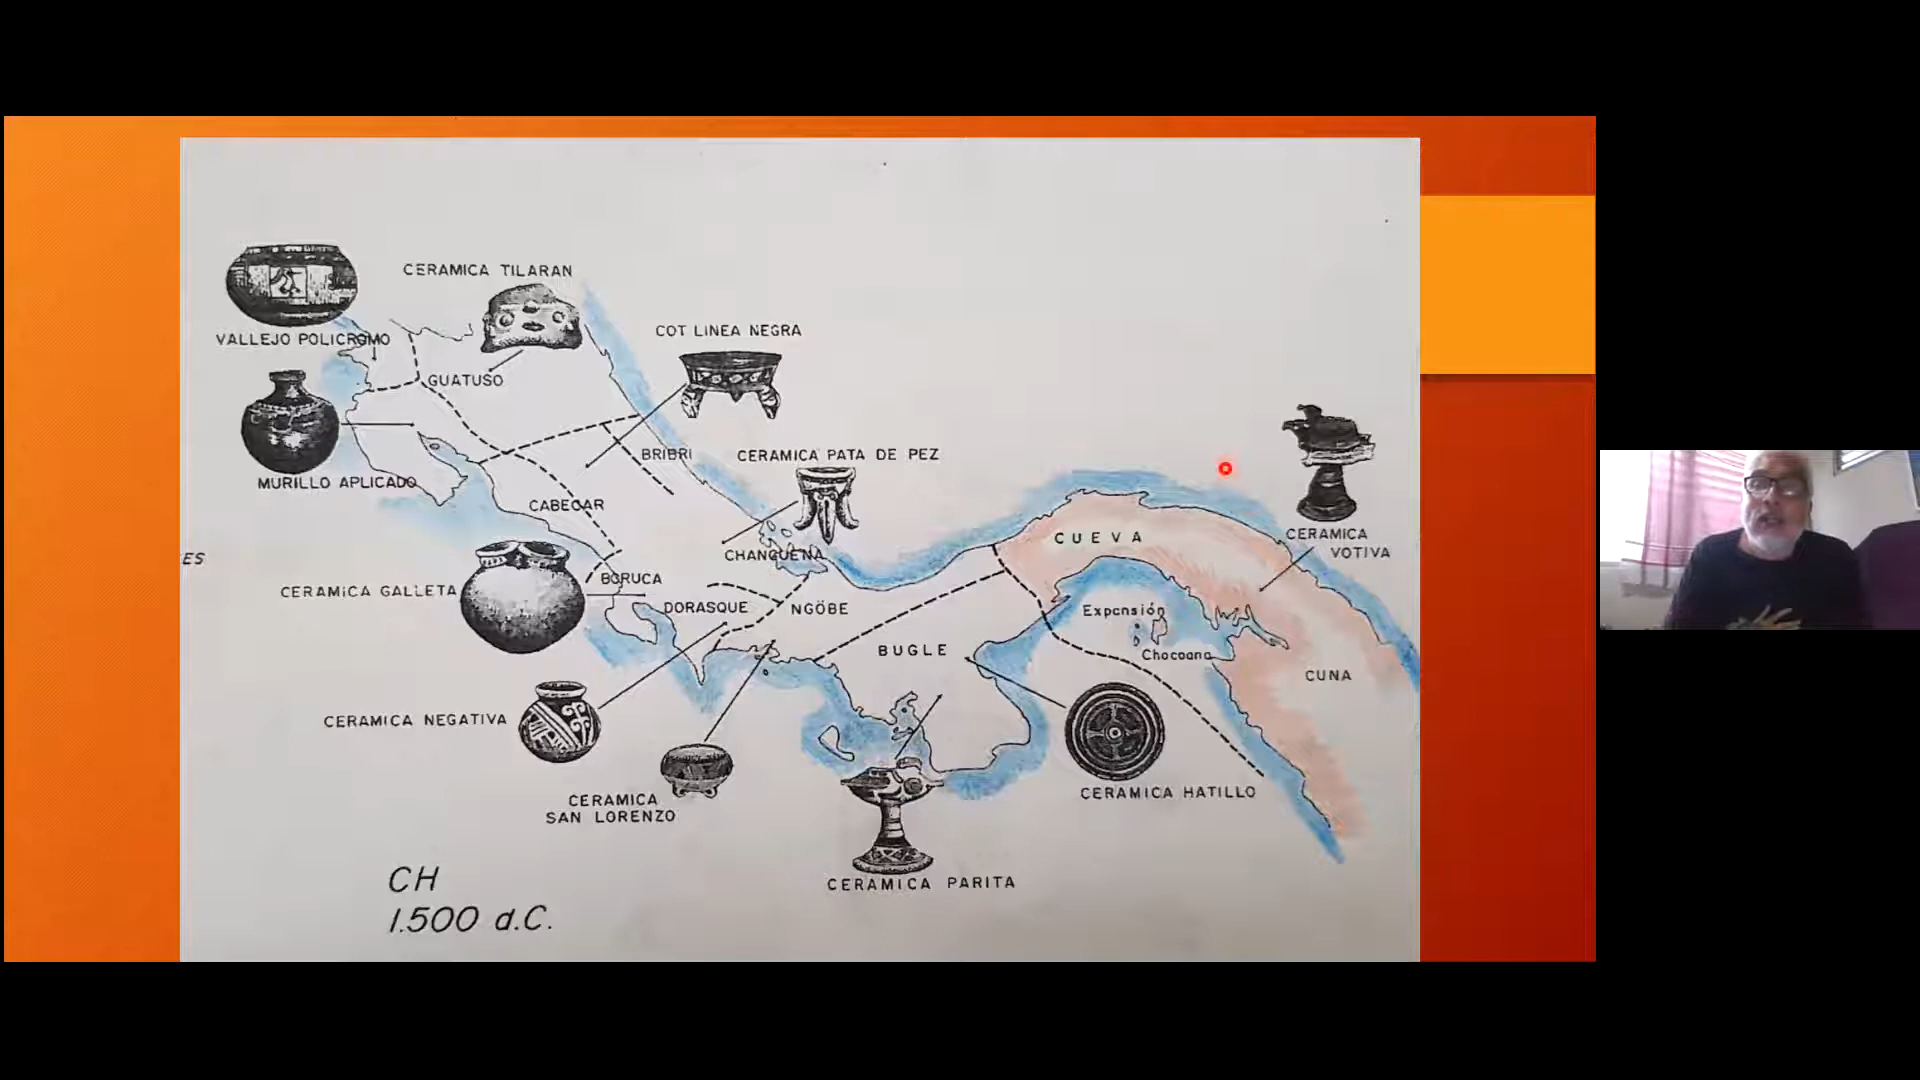 CERAMICA TILARAN
VALLEJO POLICROMO
COT LINEA NEGRA
GUATUSO
MURILLO APLICADO
BRIBRI
CERAMICA PATA DE PEZ
CABECAR
CHANGUENA
CUEVA
CERAMICA
VOTIVA
ES
CERAMICA GALLETA
BORUCA
DORASQUE
NGÖBE
Expansión
Chocoana
BUGLE
CUNA
CERAMICA NEGATIVA
CERAMICA
SAN LORENZO
CERAMICA HATILLO
CERAMICA PARITA
CH
1.500 d.C.